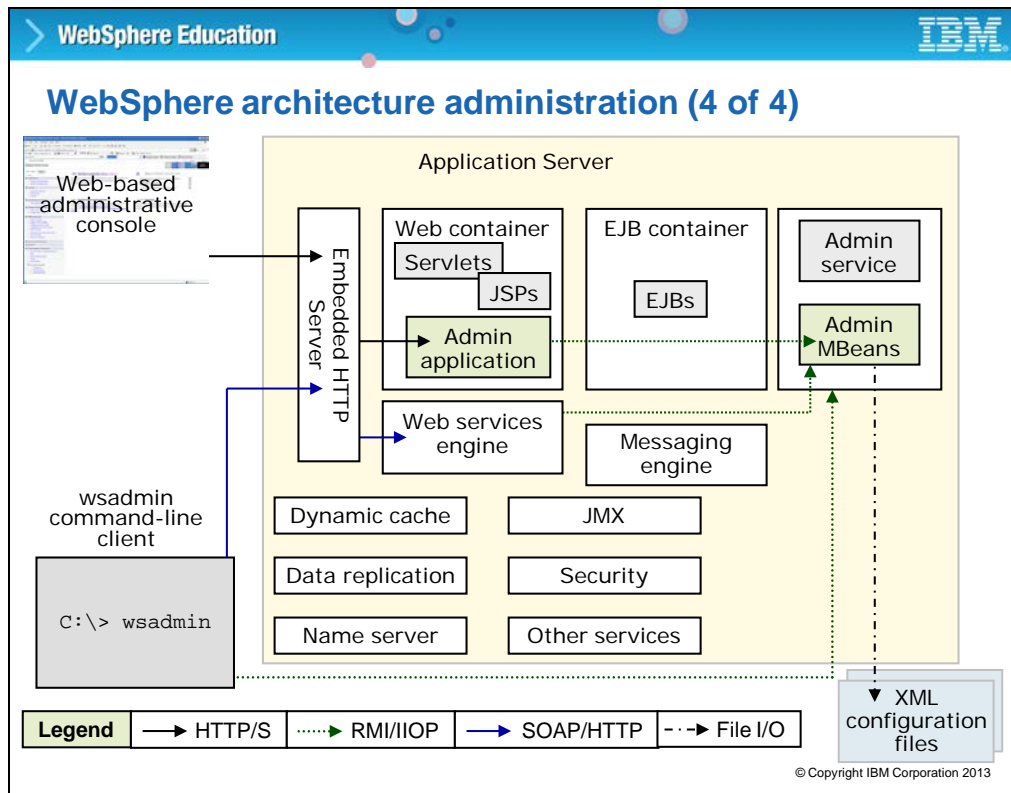 WebSphere Education
IBM
WebSphere architecture administration (4 of 4)
Web-based
administrative
console
Application Server
Embedded HTTP
Server
Web container
Servlets
JSPs
Admin
application
EJB container
EJBs
Admin
service
Admin
MBeans
Web services
engine
Messaging
engine
wsadmin
command-line
client
C:\> wsadmin
Dynamic cache
JMX
Data replication
Security
Name server
Other services
XML
configuration
files
Legend
HTTP/S
RMI/IIOP
SOAP/HTTP
File I/O
© Copyright IBM Corporation 2013